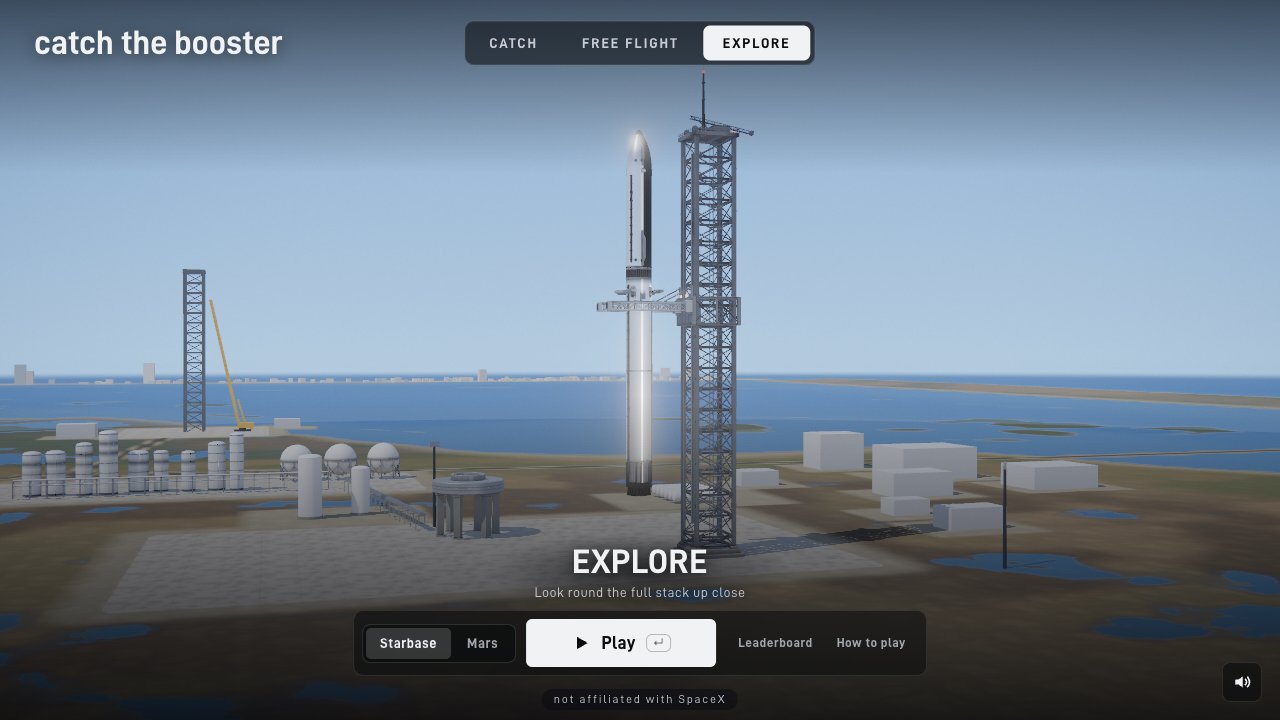 catch the booster
CATCH
FREE FLIGHT
EXPLORE
EXPLORE
Look round the full stack up close
Starbase
Mars
Play
Leaderboard
How to play
not affiliated with SpaceX